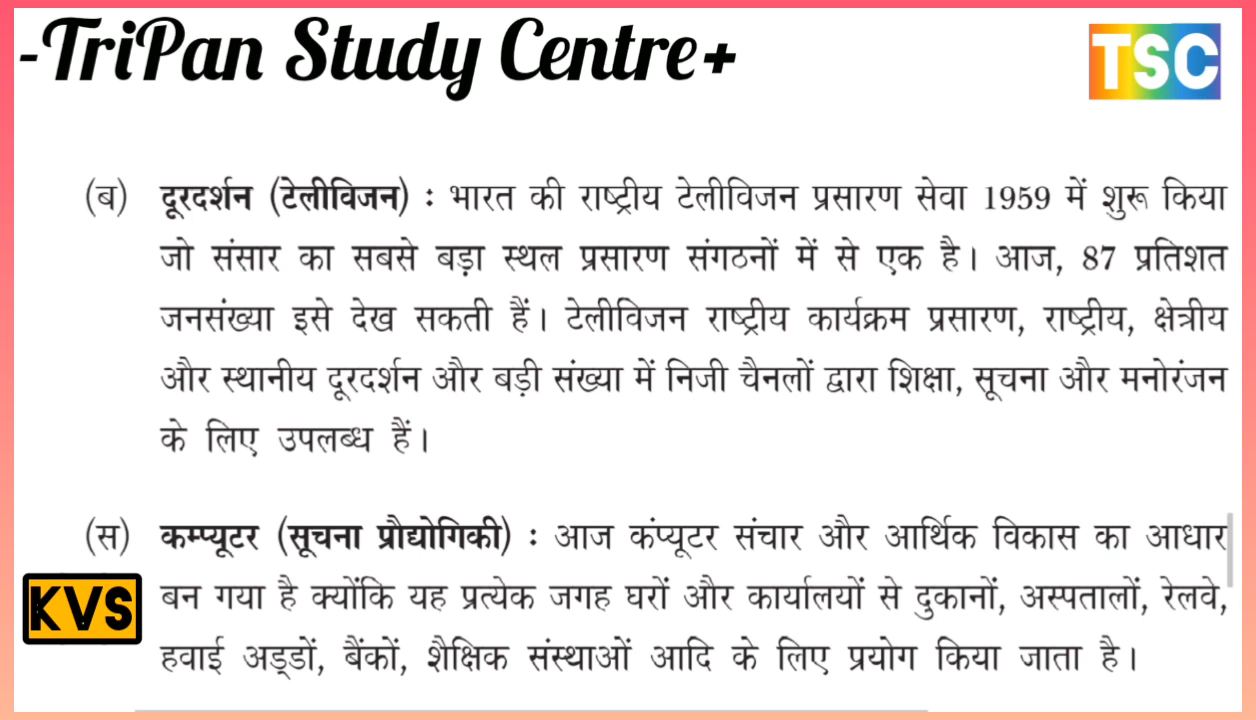 -TriPan Study Centre+
TSC
(ब) दूरदर्शन (टेलीविजन) : भारत की राष्ट्रीय टेलीविजन प्रसारण सेवा 1959 में शुरू किया
जो संसार का सबसे बड़ा स्थल प्रसारण संगठनों में से एक है। आज, 87 प्रतिशत
जनसंख्या इसे देख सकती हैं। टेलीविजन राष्ट्रीय कार्यक्रम प्रसारण, राष्ट्रीय, क्षेत्रीय
और स्थानीय दूरदर्शन और बड़ी संख्या में निजी चैनलों द्वारा शिक्षा, सूचना और मनोरंजन
के लिए उपलब्ध हैं।
(स) कम्प्यूटर (सूचना प्रौद्योगिकी) : आज कंप्यूटर संचार और आर्थिक विकास का आधार
बन गया है क्योंकि यह प्रत्येक जगह घरों और कार्यालयों से दुकानों, अस्पतालों, रेलवे,
हवाई अड्डों, बैंकों, शैक्षिक संस्थाओं आदि के लिए प्रयोग किया जाता है।
KVS